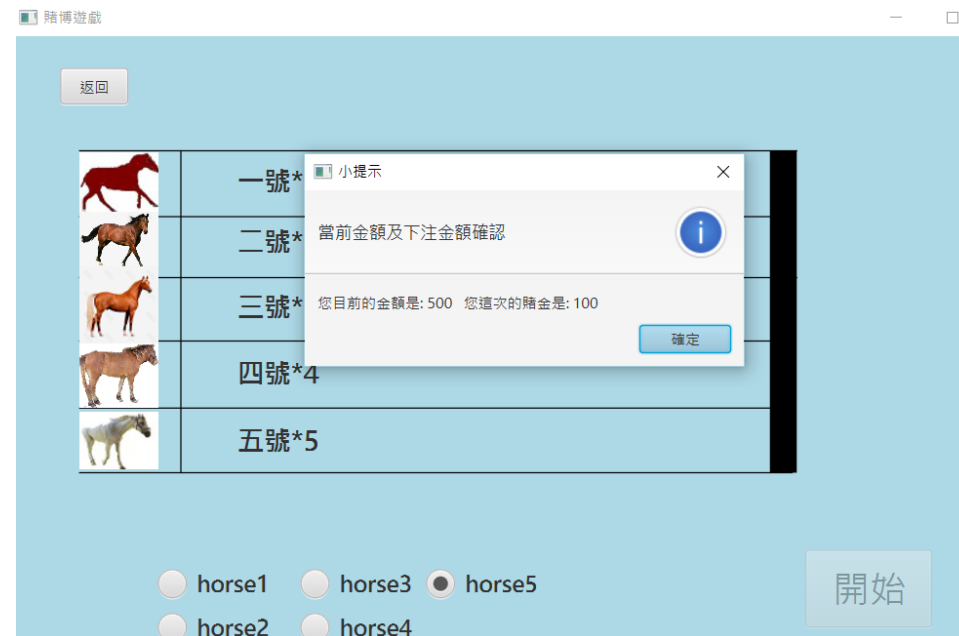 賭博遊戲
返回
一號*
小提示
二號*
當前金額及下注金額確認
三號*
您目前的金額是: 500 您這次的賭金是: 100
確定
四號*4
五號*5
horse1 horse3 horse5
開始
horse2 horse4